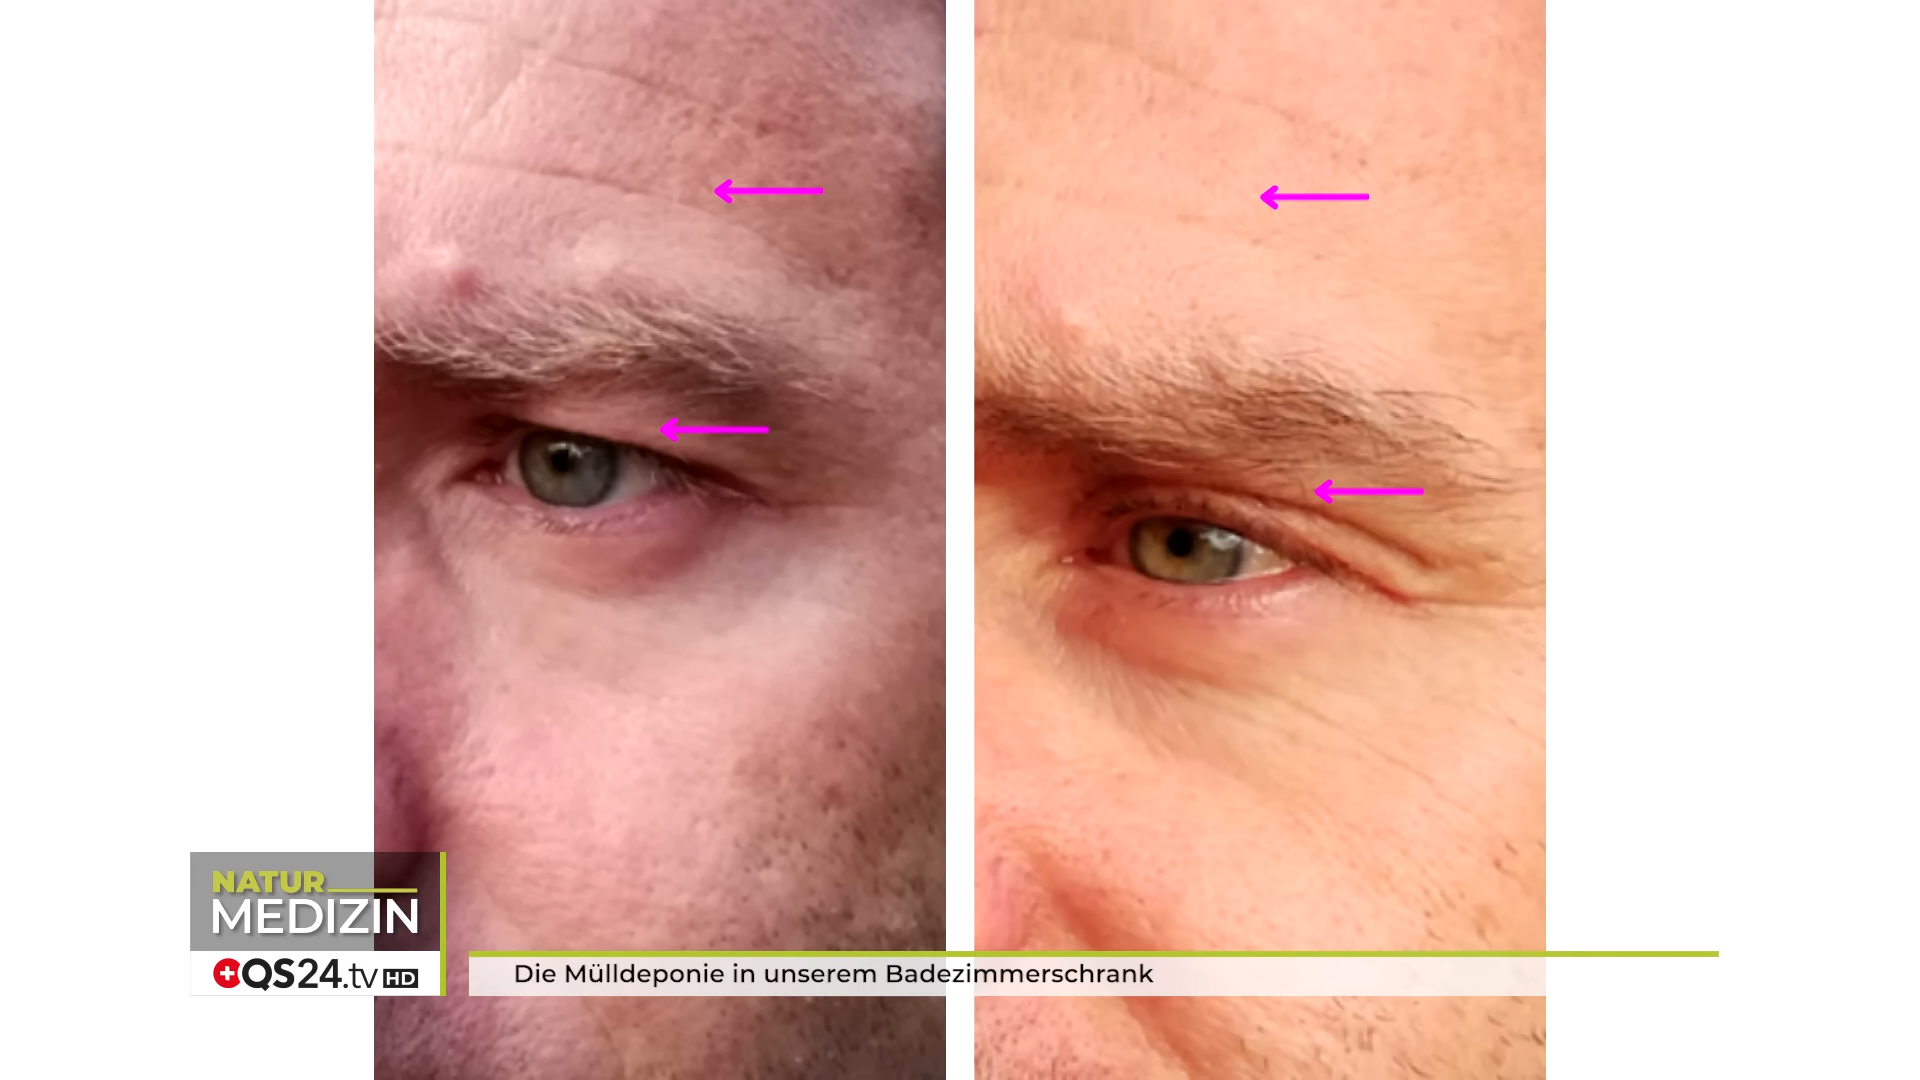 NATUR
MEDIZIN
QS24.tv HD
Die Mülldeponie in unserem Badezimmerschrank